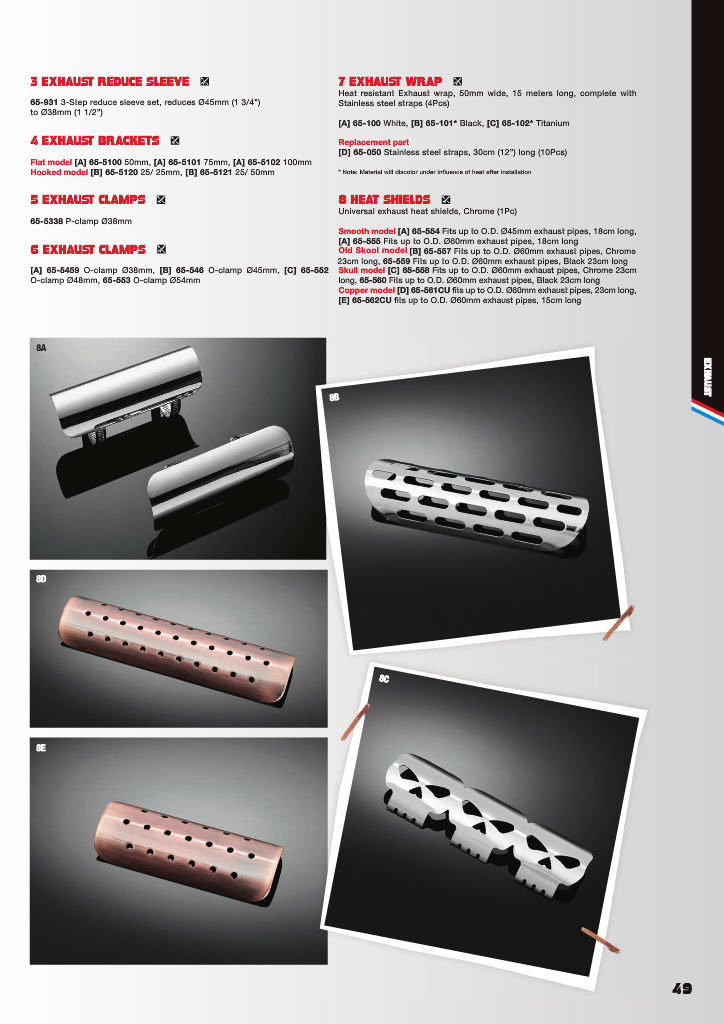 3 EXHAUST REDUCE SLEEVE
65-931 3-Step reduce sleeve set, reduces Ø45mm (1 3/4")
to Ø38mm (1 1/2")
4 EXHAUST BRACKETS
Flat model [A] 65-5100 50mm, [A] 65-5101 75mm, [A] 65-5102 100mm
Hooked model [B] 65-5120 25/ 25mm, [B] 65-5121 25/ 50mm
5 EXHAUST CLAMPS
65-5338 P-clamp Ø38mm
6 EXHAUST CLAMPS
[A] 65-5459 O-clamp Ø38mm, [B] 65-546 O-clamp Ø45mm, [C] 65-552
O-clamp Ø48mm, 65-553 O-clamp Ø54mm
7 EXHAUST WRAP
Heat resistant Exhaust wrap, 50mm wide, 15 meters long, complete with
Stainless steel straps (4Pcs)
[A] 65-100 White, [B] 65-101* Black, [C] 65-102* Titanium
Replacement part
[D] 65-050 Stainless steel straps, 30cm (12") long (10Pcs)
* Note: Material will discolor under influence of heat after installation
8 HEAT SHIELDS
Universal exhaust heat shields, Chrome (1Pc)
Smooth model [A] 65-554 Fits up to O.D. Ø45mm exhaust pipes, 18cm long,
[A] 65-555 Fits up to O.D. Ø60mm exhaust pipes, 18cm long
Old Skool model [B] 65-557 Fits up to O.D. Ø60mm exhaust pipes, Chrome
23cm long, 65-559 Fits up to O.D. Ø60mm exhaust pipes, Black 23cm long
Skull model [C] 65-558 Fits up to O.D. Ø60mm exhaust pipes, Chrome 23cm
long, 65-560 Fits up to O.D. Ø60mm exhaust pipes, Black 23cm long
Copper model [D] 65-561CU fits up to O.D. Ø60mm exhaust pipes, 23cm long,
[E] 65-562CU fits up to O.D. Ø60mm exhaust pipes, 15cm long
EXHAUST
8A
8B
8D
8C
8E
49